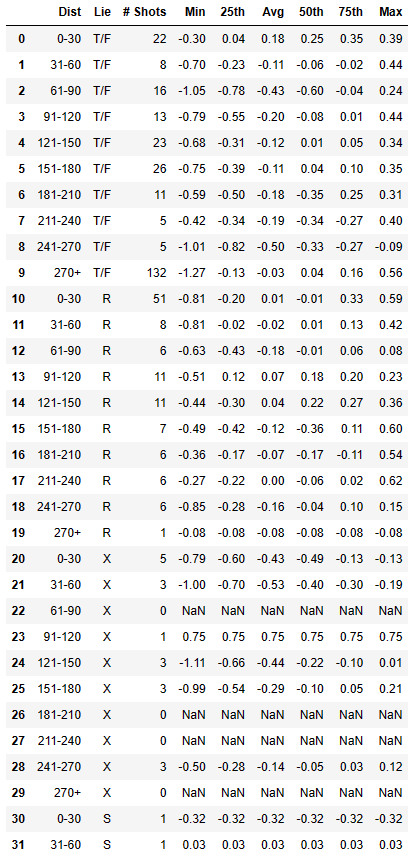 Dist Lie # Shots Min 25th Avg 50th 75th Max
0 0-30 T/F 22 -0.30 0.04 0.18 0.25 0.35 0.39
1 31-60 T/F 8 -0.70 -0.23 -0.11 -0.06 -0.02 0.44
2 61-90 T/F 16 -1.05 -0.78 -0.43 -0.60 -0.04 0.24
3 91-120 T/F 13 -0.79 -0.55 -0.20 -0.08 0.01 0.44
4 121-150 T/F 23 -0.68 -0.31 -0.12 0.01 0.05 0.34
5 151-180 T/F 26 -0.75 -0.39 -0.11 0.04 0.10 0.35
6 181-210 T/F 11 -0.59 -0.50 -0.18 -0.35 0.25 0.31
7 211-240 T/F 5 -0.42 -0.34 -0.19 -0.34 -0.27 0.40
8 241-270 T/F 5 -1.01 -0.82 -0.50 -0.33 -0.27 -0.09
9 270+ T/F 132 -1.27 -0.13 -0.03 0.04 0.16 0.56
10 0-30 R 51 -0.81 -0.20 0.01 -0.01 0.33 0.59
11 31-60 R 8 -0.81 -0.02 -0.02 0.01 0.13 0.42
12 61-90 R 6 -0.63 -0.43 -0.18 -0.01 0.06 0.08
13 91-120 R 11 -0.51 0.12 0.07 0.18 0.20 0.23
14 121-150 R 11 -0.44 -0.30 0.04 0.22 0.27 0.36
15 151-180 R 7 -0.49 -0.42 -0.12 -0.36 0.11 0.60
16 181-210 R 6 -0.36 -0.17 -0.07 -0.17 -0.11 0.54
17 211-240 R 6 -0.27 -0.22 0.00 -0.06 0.02 0.62
18 241-270 R 6 -0.85 -0.28 -0.16 -0.04 0.10 0.15
19 270+ R 1 -0.08 -0.08 -0.08 -0.08 -0.08 -0.08
20 0-30 X 5 -0.79 -0.60 -0.43 -0.49 -0.13 -0.13
21 31-60 X 3 -1.00 -0.70 -0.53 -0.40 -0.30 -0.19
22 61-90 X 0 NaN NaN NaN NaN NaN NaN
23 91-120 X 1 0.75 0.75 0.75 0.75 0.75 0.75
24 121-150 X 3 -1.11 -0.66 -0.44 -0.22 -0.10 0.01
25 151-180 X 3 -0.99 -0.54 -0.29 -0.10 0.05 0.21
26 181-210 X 0 NaN NaN NaN NaN NaN NaN
27 211-240 X 0 NaN NaN NaN NaN NaN NaN
28 241-270 X 3 -0.50 -0.28 -0.14 -0.05 0.03 0.12
29 270+ X 0 NaN NaN NaN NaN NaN NaN
30 0-30 S 1 -0.32 -0.32 -0.32 -0.32 -0.32 -0.32
31 31-60 S 1 0.03 0.03 0.03 0.03 0.03 0.03